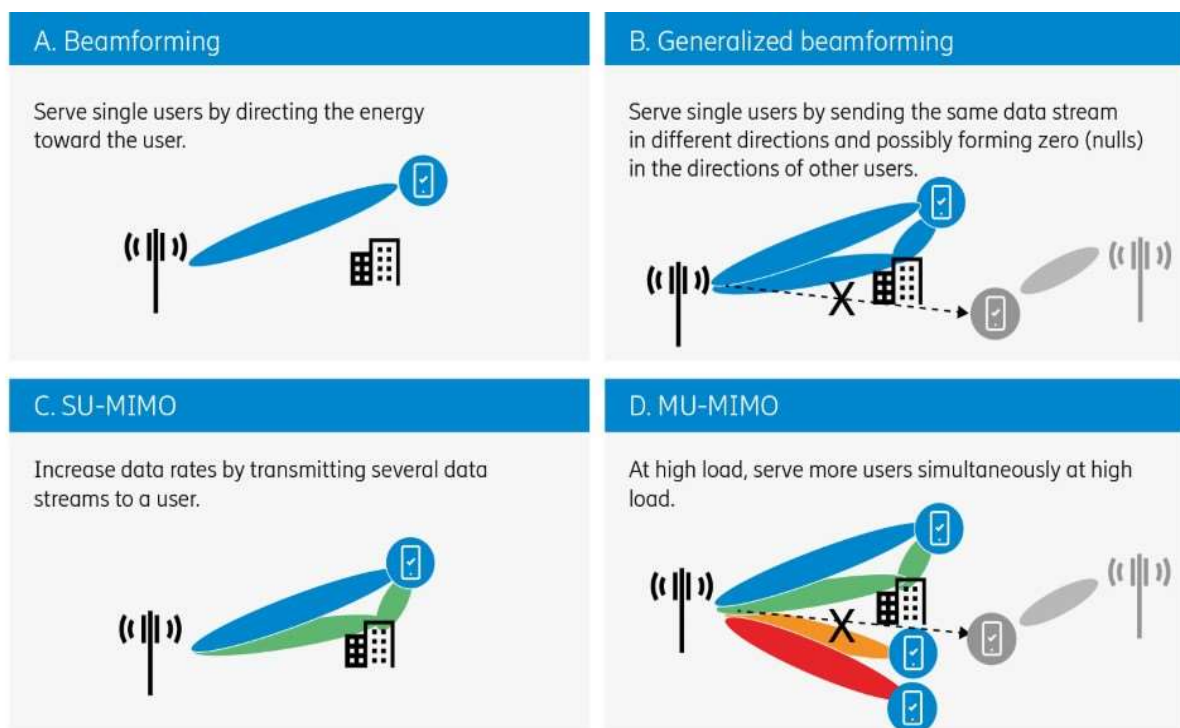 A. Beamforming
Serve single users by directing the energy
toward the user.
B. Generalized beamforming
Serve single users by sending the same data stream
in different directions and possibly forming zero (nulls)
in the directions of other users.
X
C. SU-MIMO
Increase data rates by transmitting several data
streams to a user.
D. MU-MIMO
At high load, serve more users simultaneously at high
load.
X